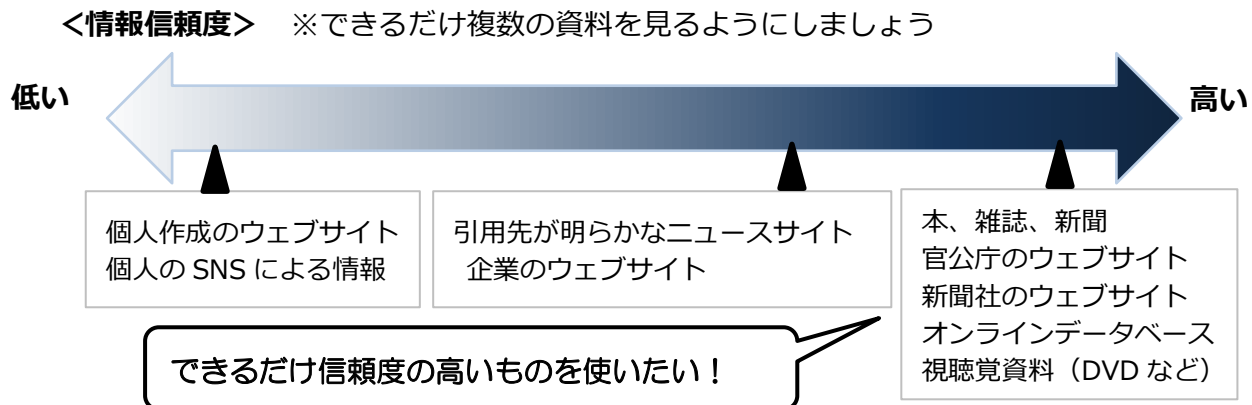 ＜情報信頼度＞　※できるだけ複数の資料を見るようにしましょう
低い
高い
個人作成のウェブサイト
個人の SNS による情報
引用先が明らかなニュースサイト
企業のウェブサイト
本、雑誌、新聞
官公庁のウェブサイト
新聞社のウェブサイト
オンラインデータベース
視聴覚資料（DVD など）
できるだけ信頼度の高いものを使いたい！